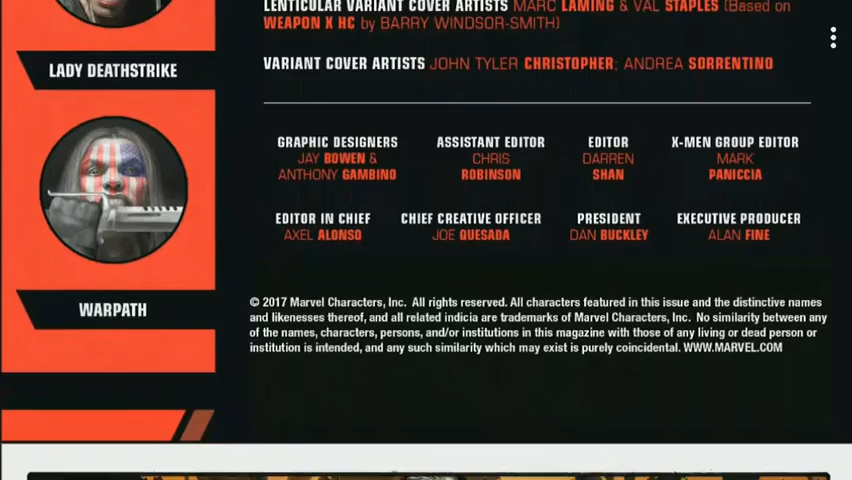 LENTICULAR VARIANT COVER ARTISTS MARC LAMING & VAL STAPLES (Based on
WEAPON X HC by BARRY WINDSOR-SMITH)
VARIANT COVER ARTISTS JOHN TYLER CHRISTOPHER; ANDREA SORRENTINO
LADY DEATHSTRIKE
GRAPHIC DESIGNERS
JAY BOWEN &
ANTHONY GAMBINO
ASSISTANT EDITOR
CHRIS
ROBINSON
EDITOR
DARREN
SHAN
X-MEN GROUP EDITOR
MARK
PANICCIA
EDITOR IN CHIEF
AXEL ALONSO
CHIEF CREATIVE OFFICER
JOE QUESADA
PRESIDENT
DAN BUCKLEY
EXECUTIVE PRODUCER
ALAN FINE
WARPATH
© 2017 Marvel Characters, Inc. All rights reserved. All characters featured in this issue and the distinctive names
and likenesses thereof, and all related indicia are trademarks of Marvel Characters, Inc. No similarity between any
of the names, characters, persons, and/or institutions in this magazine with those of any living or dead person or
institution is intended, and any such similarity which may exist is purely coincidental. WWW.MARVEL.COM